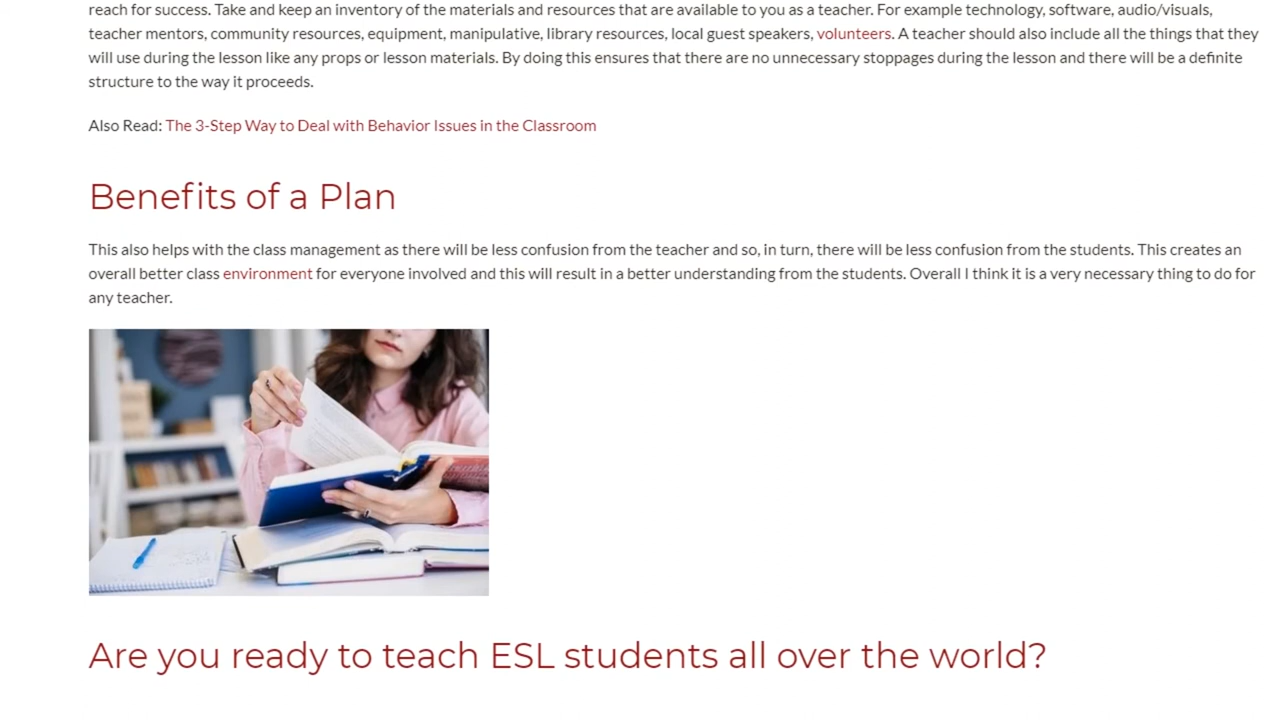 reach for success. Take and keep an inventory of the materials and resources that are available to you as a teacher. For example technology, software, audio/visuals,
teacher mentors, community resources, equipment, manipulative, library resources, local guest speakers, volunteers. A teacher should also include all the things that they
will use during the lesson like any props or lesson materials. By doing this ensures that there are no unnecessary stoppages during the lesson and there will be a definite
structure to the way it proceeds.
Also Read: The 3-Step Way to Deal with Behavior Issues in the Classroom
Benefits of a Plan
This also helps with the class management as there will be less confusion from the teacher and so, in turn, there will be less confusion from the students. This creates an
overall better class environment for everyone involved and this will result in a better understanding from the students. Overall I think it is a very necessary thing to do for
any teacher.
Are you ready to teach ESL students all over the world?